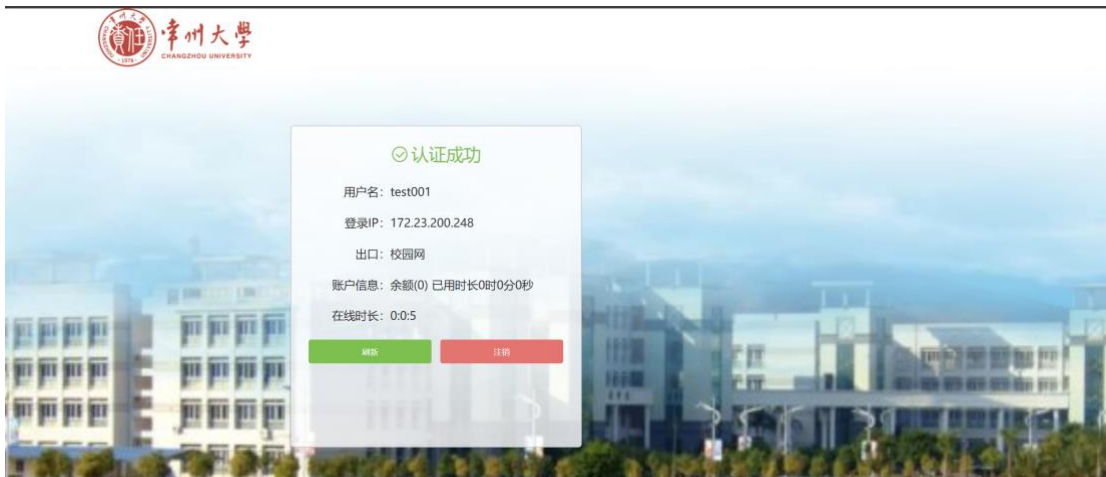 常州大學
CHANGZHOU UNIVERSITY
认证成功
用户名：test001
登录IP：172.23.200.248
出口：校园网
账户信息：余额(0) 已用时长0时0分0秒
在线时长：0:0:5
刷新 注销